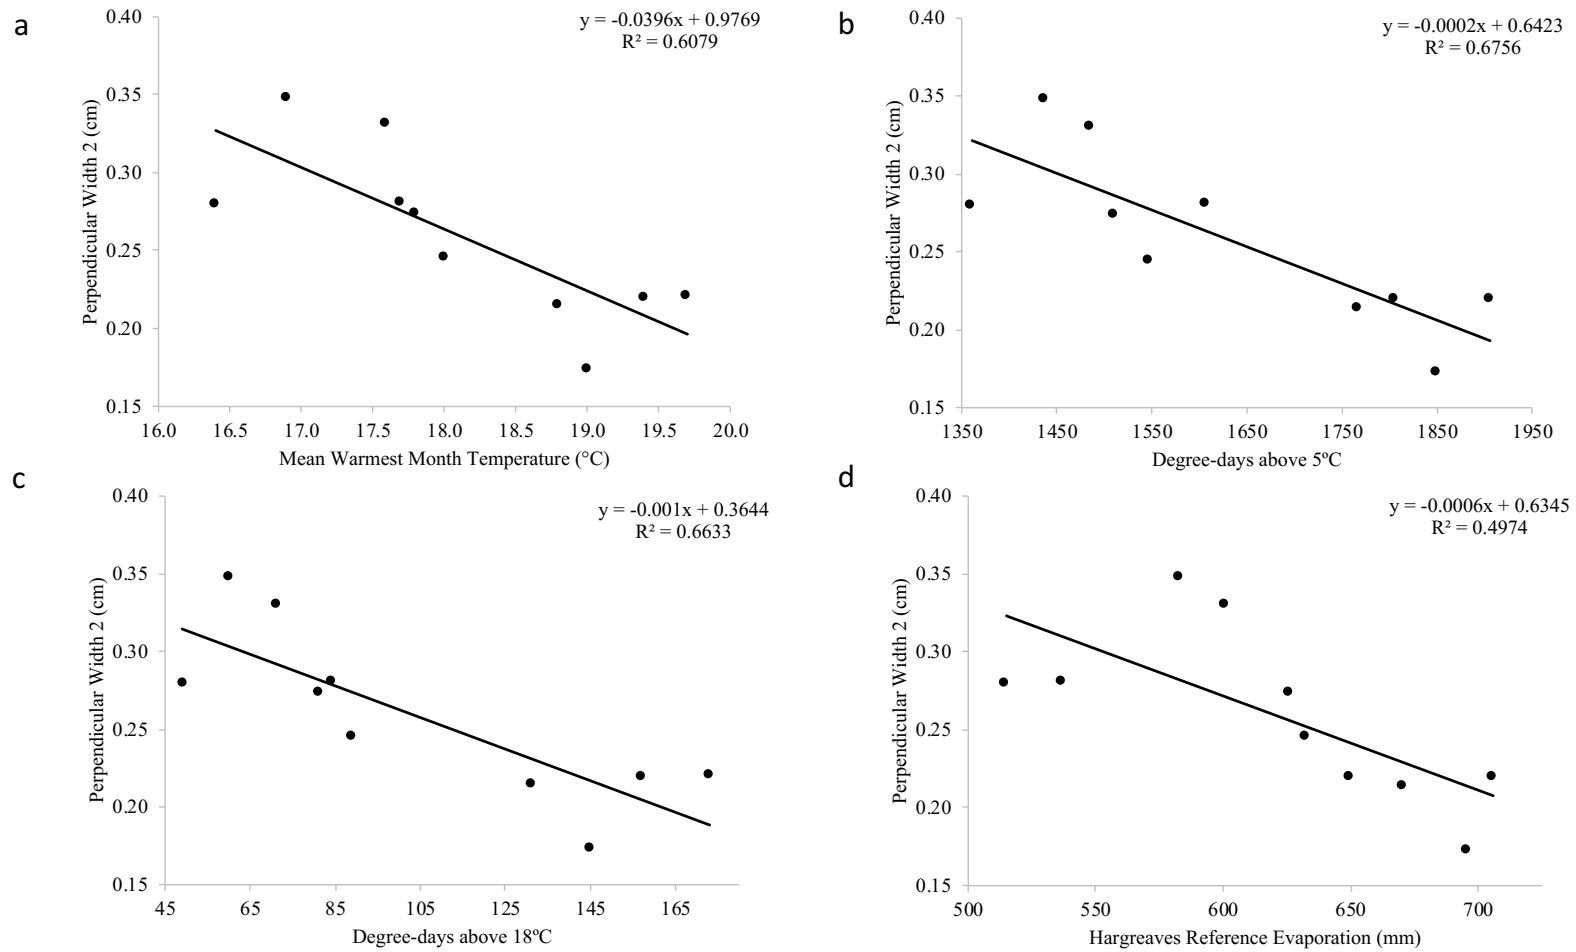 a
y = -0.0396x + 0.9769
R² = 0.6079
0.40
0.35
0.30
0.25
0.20
0.15
Perpendicular Width 2 (cm)
16.0 16.5 17.0 17.5 18.0 18.5 19.0 19.5 20.0
Mean Warmest Month Temperature (°C)
b
y = -0.0002x + 0.6423
R² = 0.6756
0.40
0.35
0.30
0.25
0.20
0.15
Perpendicular Width 2 (cm)
1350 1450 1550 1650 1750 1850 1950
Degree-days above 5ºC
c
y = -0.001x + 0.3644
R² = 0.6633
0.40
0.35
0.30
0.25
0.20
0.15
Perpendicular Width 2 (cm)
45 65 85 105 125 145 165
Degree-days above 18ºC
d
y = -0.0006x + 0.6345
R² = 0.4974
0.40
0.35
0.30
0.25
0.20
0.15
Perpendicular Width 2 (cm)
500 550 600 650 700
Hargreaves Reference Evaporation (mm)